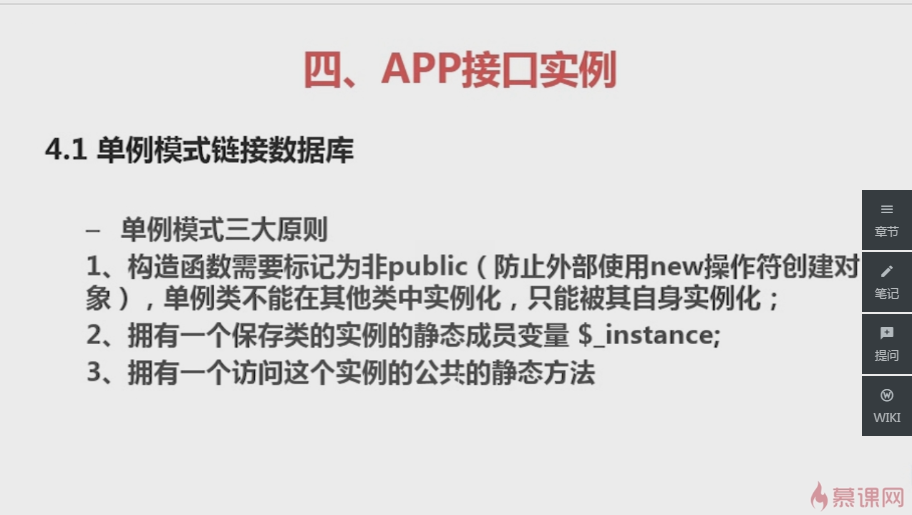 四、APP接口实例
4.1 单例模式链接数据库
– 单例模式三大原则
1、构造函数需要标记为非public（防止外部使用new操作符创建对
象），单例类不能在其他类中实例化，只能被其自身实例化；
2、拥有一个保存类的实例的静态成员变量 $_instance;
3、拥有一个访问这个实例的公共的静态方法
章节
笔记
提问
WIKI
慕课网